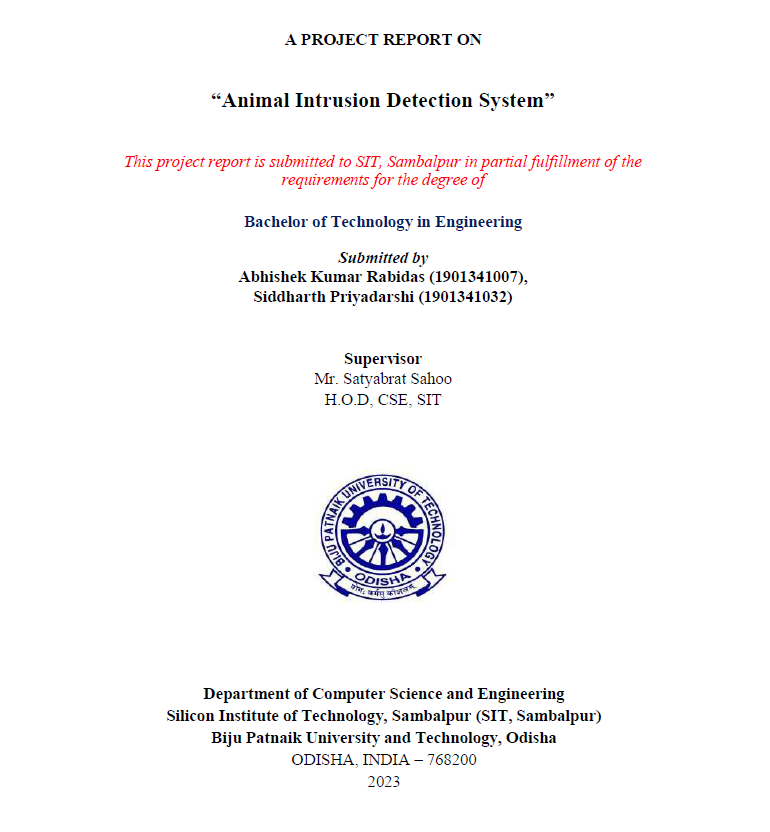 A PROJECT REPORT ON
“Animal Intrusion Detection System”
This project report is submitted to SIT, Sambalpur in partial fulfillment of the
requirements for the degree of
Bachelor of Technology in Engineering
Submitted by
Abhishek Kumar Rabidas (1901341007),
Siddharth Priyadarshi (1901341032)
Supervisor
Mr. Satyabrat Sahoo
H.O.D, CSE, SIT
BIJU PATNAIK UNIVERSITY OF TECHNOLOGY
ODISHA
योगः कर्मसु कौशलम्
Department of Computer Science and Engineering
Silicon Institute of Technology, Sambalpur (SIT, Sambalpur)
Biju Patnaik University and Technology, Odisha
ODISHA, INDIA – 768200
2023